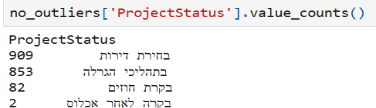 no_outliers['ProjectStatus'].value_counts()
ProjectStatus
בחירת דירות 909
בתהליכי הגרלה 853
בקרת חוזים 82
בקרה לאחר אכלוס 2